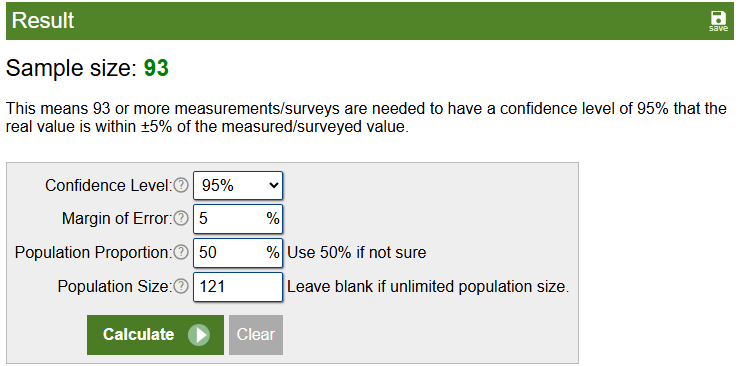 Result
save
Sample size: 93
This means 93 or more measurements/surveys are needed to have a confidence level of 95% that the
real value is within ±5% of the measured/surveyed value.
Confidence Level:? 95%
Margin of Error:? 5 %
Population Proportion:? 50 % Use 50% if not sure
Population Size:? 121 Leave blank if unlimited population size.
Calculate Clear